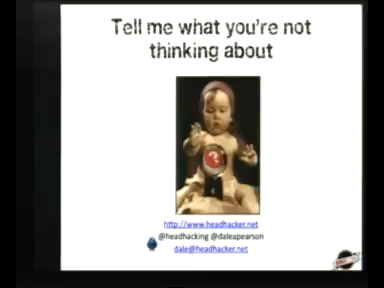 Tell me what you're not
thinking about
?
http://www.headhacker.net
@headhacking @daleapearson
dale@headhacker.net